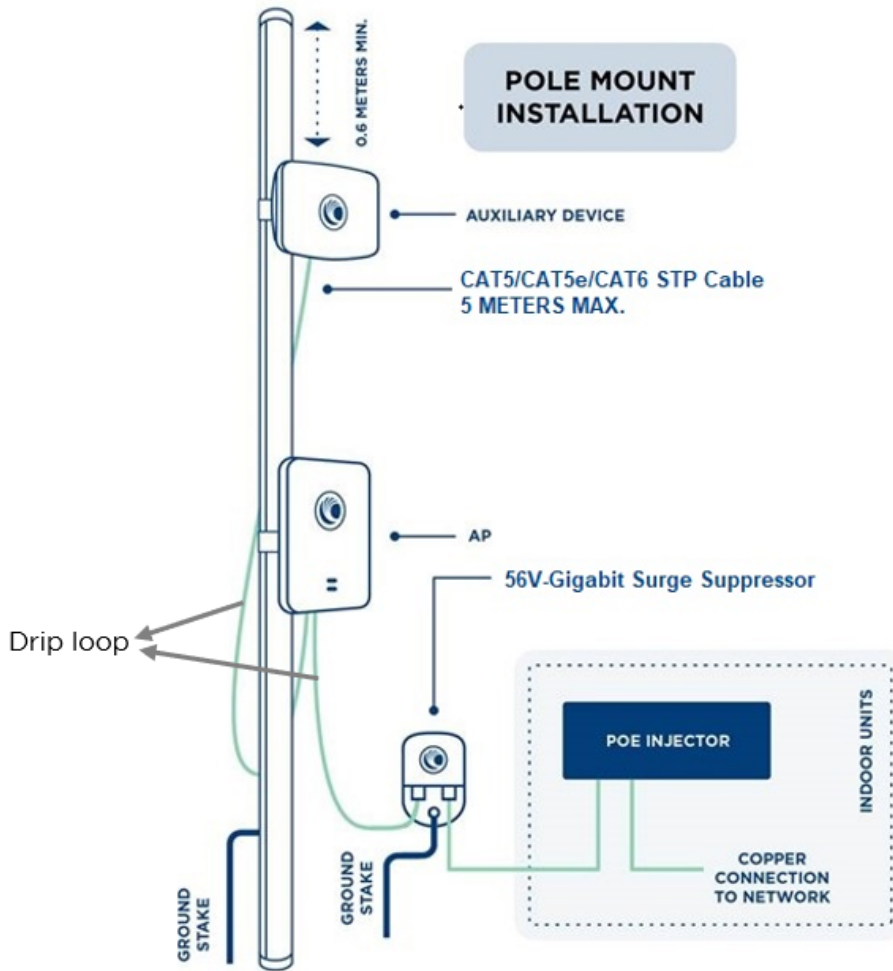 POLE MOUNT
INSTALLATION
0.6 METERS MIN.
AUXILIARY DEVICE
CAT5/CAT5e/CAT6 STP Cable
5 METERS MAX.
AP
56V-Gigabit Surge Suppressor
Drip loop
POE INJECTOR
INDOOR UNITS
COPPER
CONNECTION
TO NETWORK
GROUND
STAKE
GROUND
STAKE